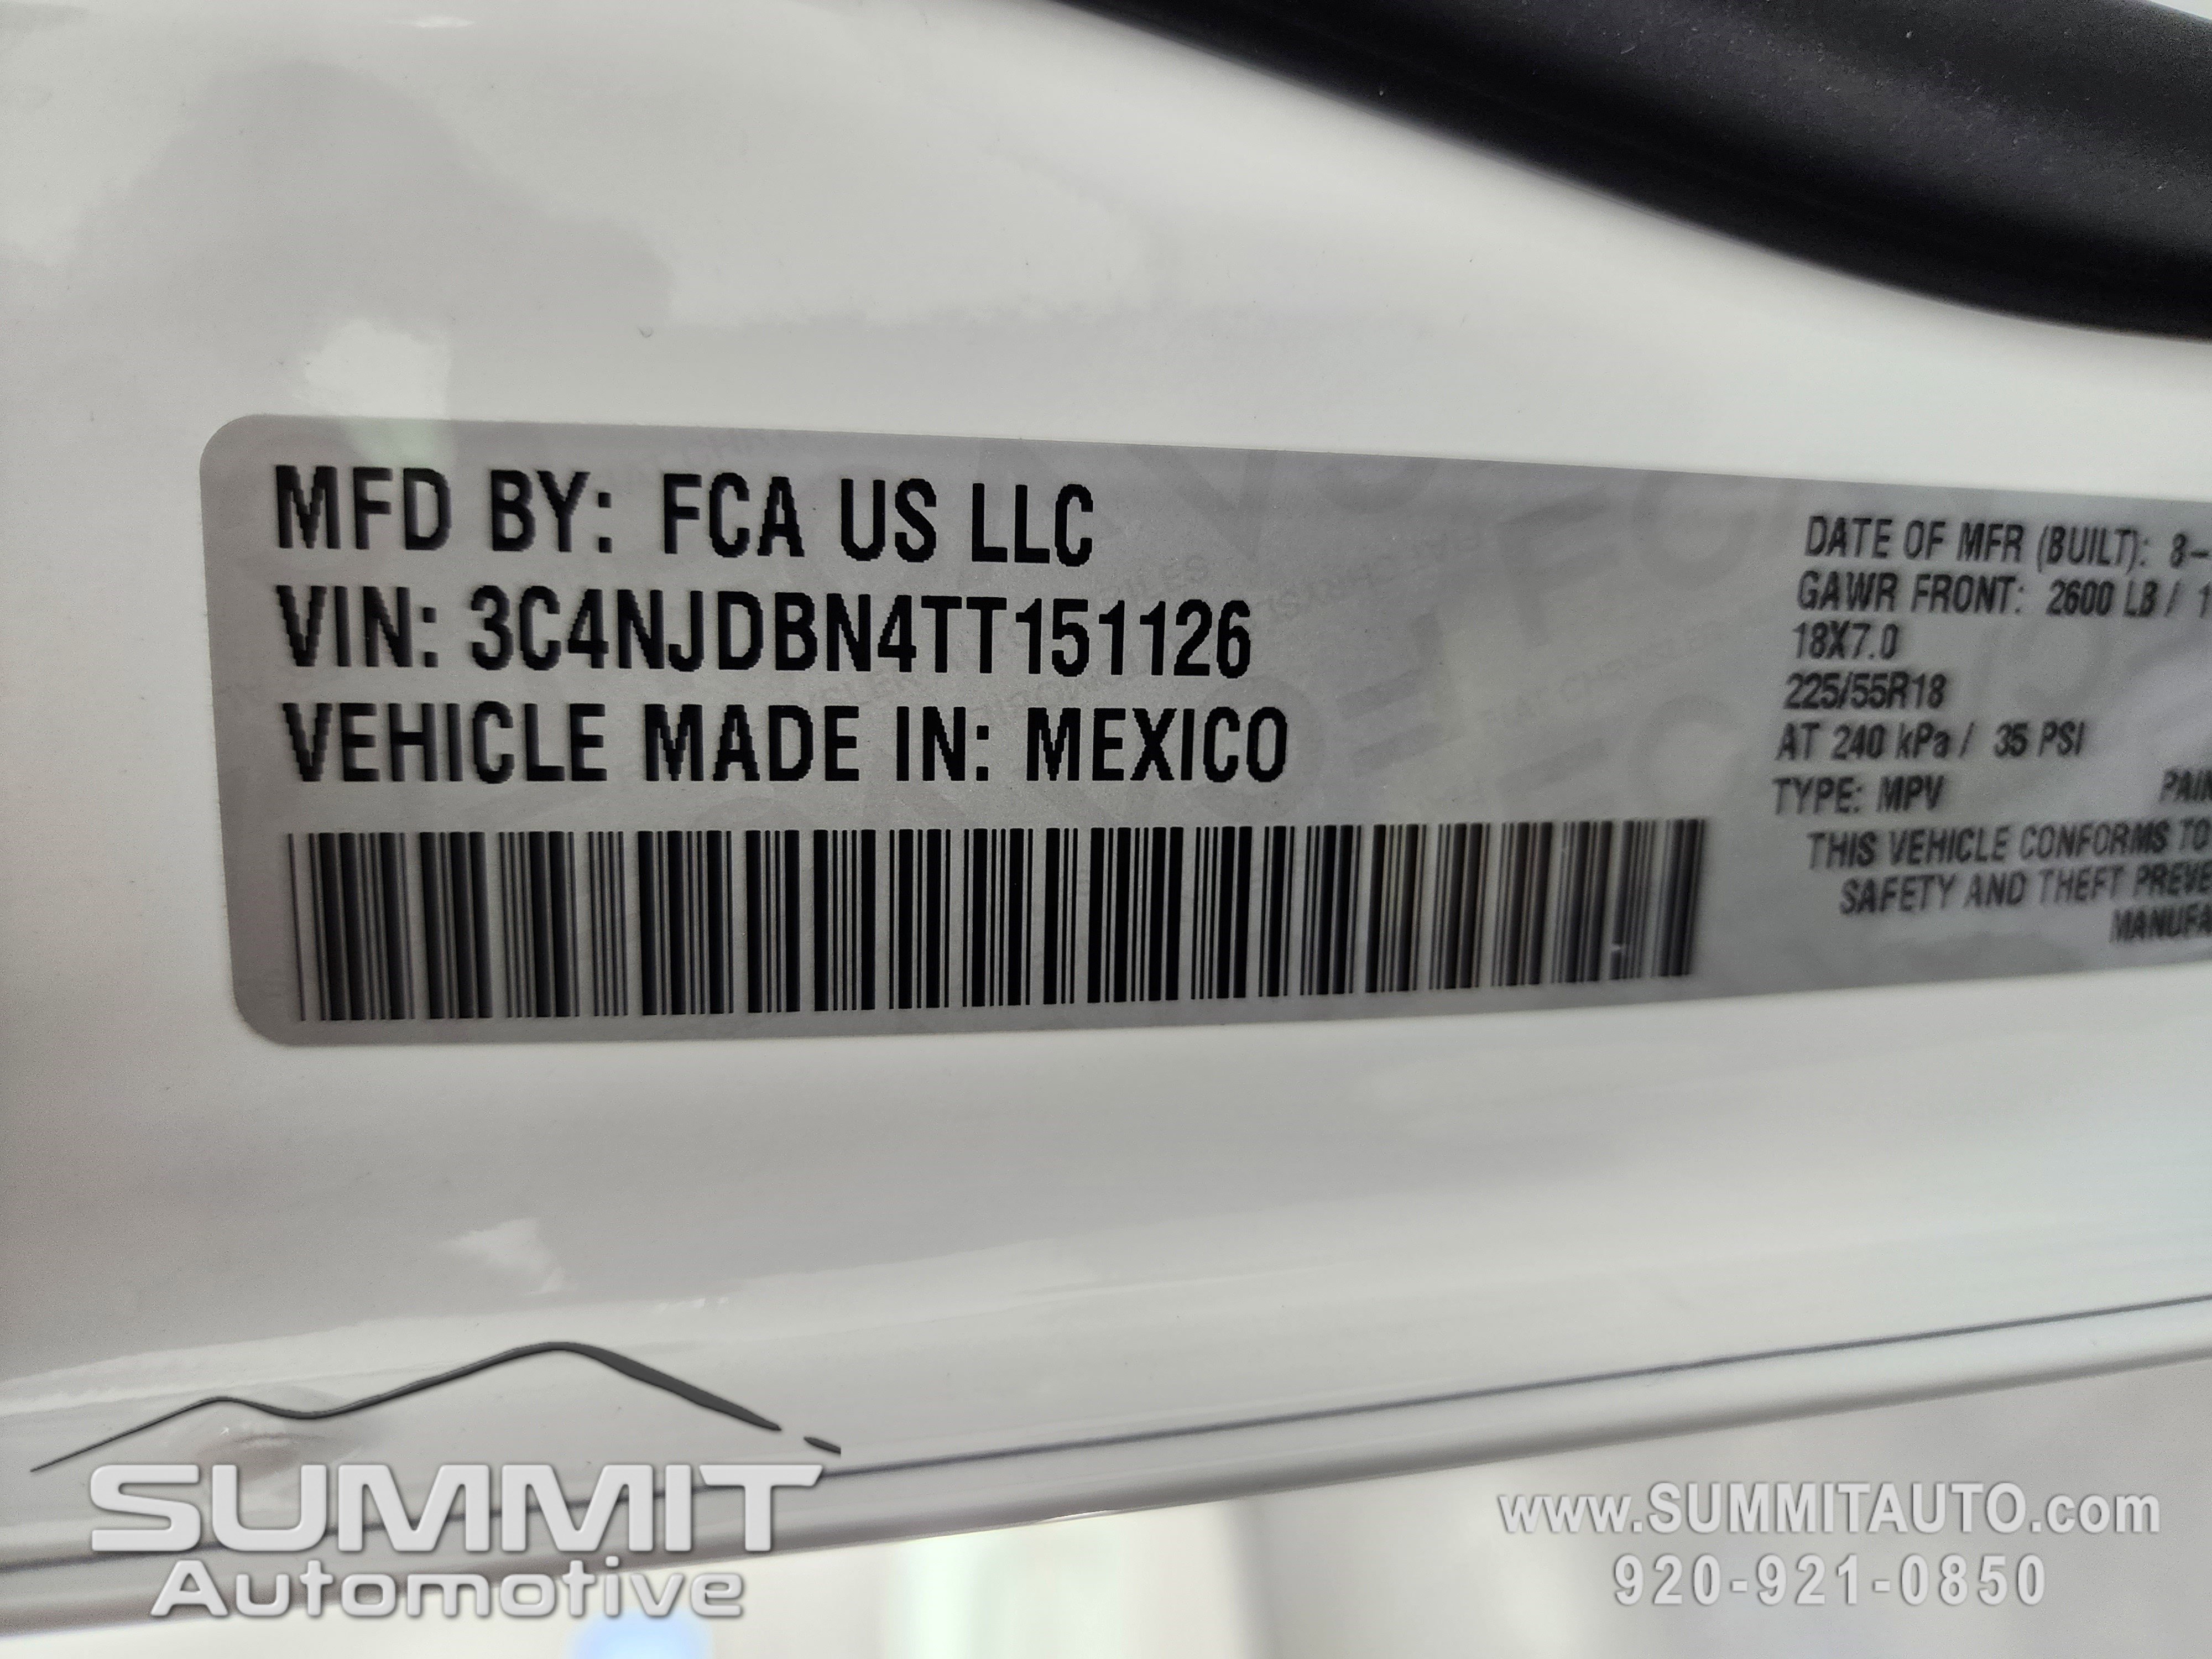 MFD BY: FCA US LLC
VIN: 3C4NJDBN4TT151126
VEHICLE MADE IN: MEXICO
DATE OF MFR (BUILT): 8-
GAWR FRONT: 2600 LB /
18X7.0
225/55R18
AT 240 kPa / 35 PSI
TYPE: MPV
THIS VEHICLE CONFORMS TO
SAFETY AND THEFT
SUMMIT
Automotive
www.SUMMITAUTO.com
920-921-0850